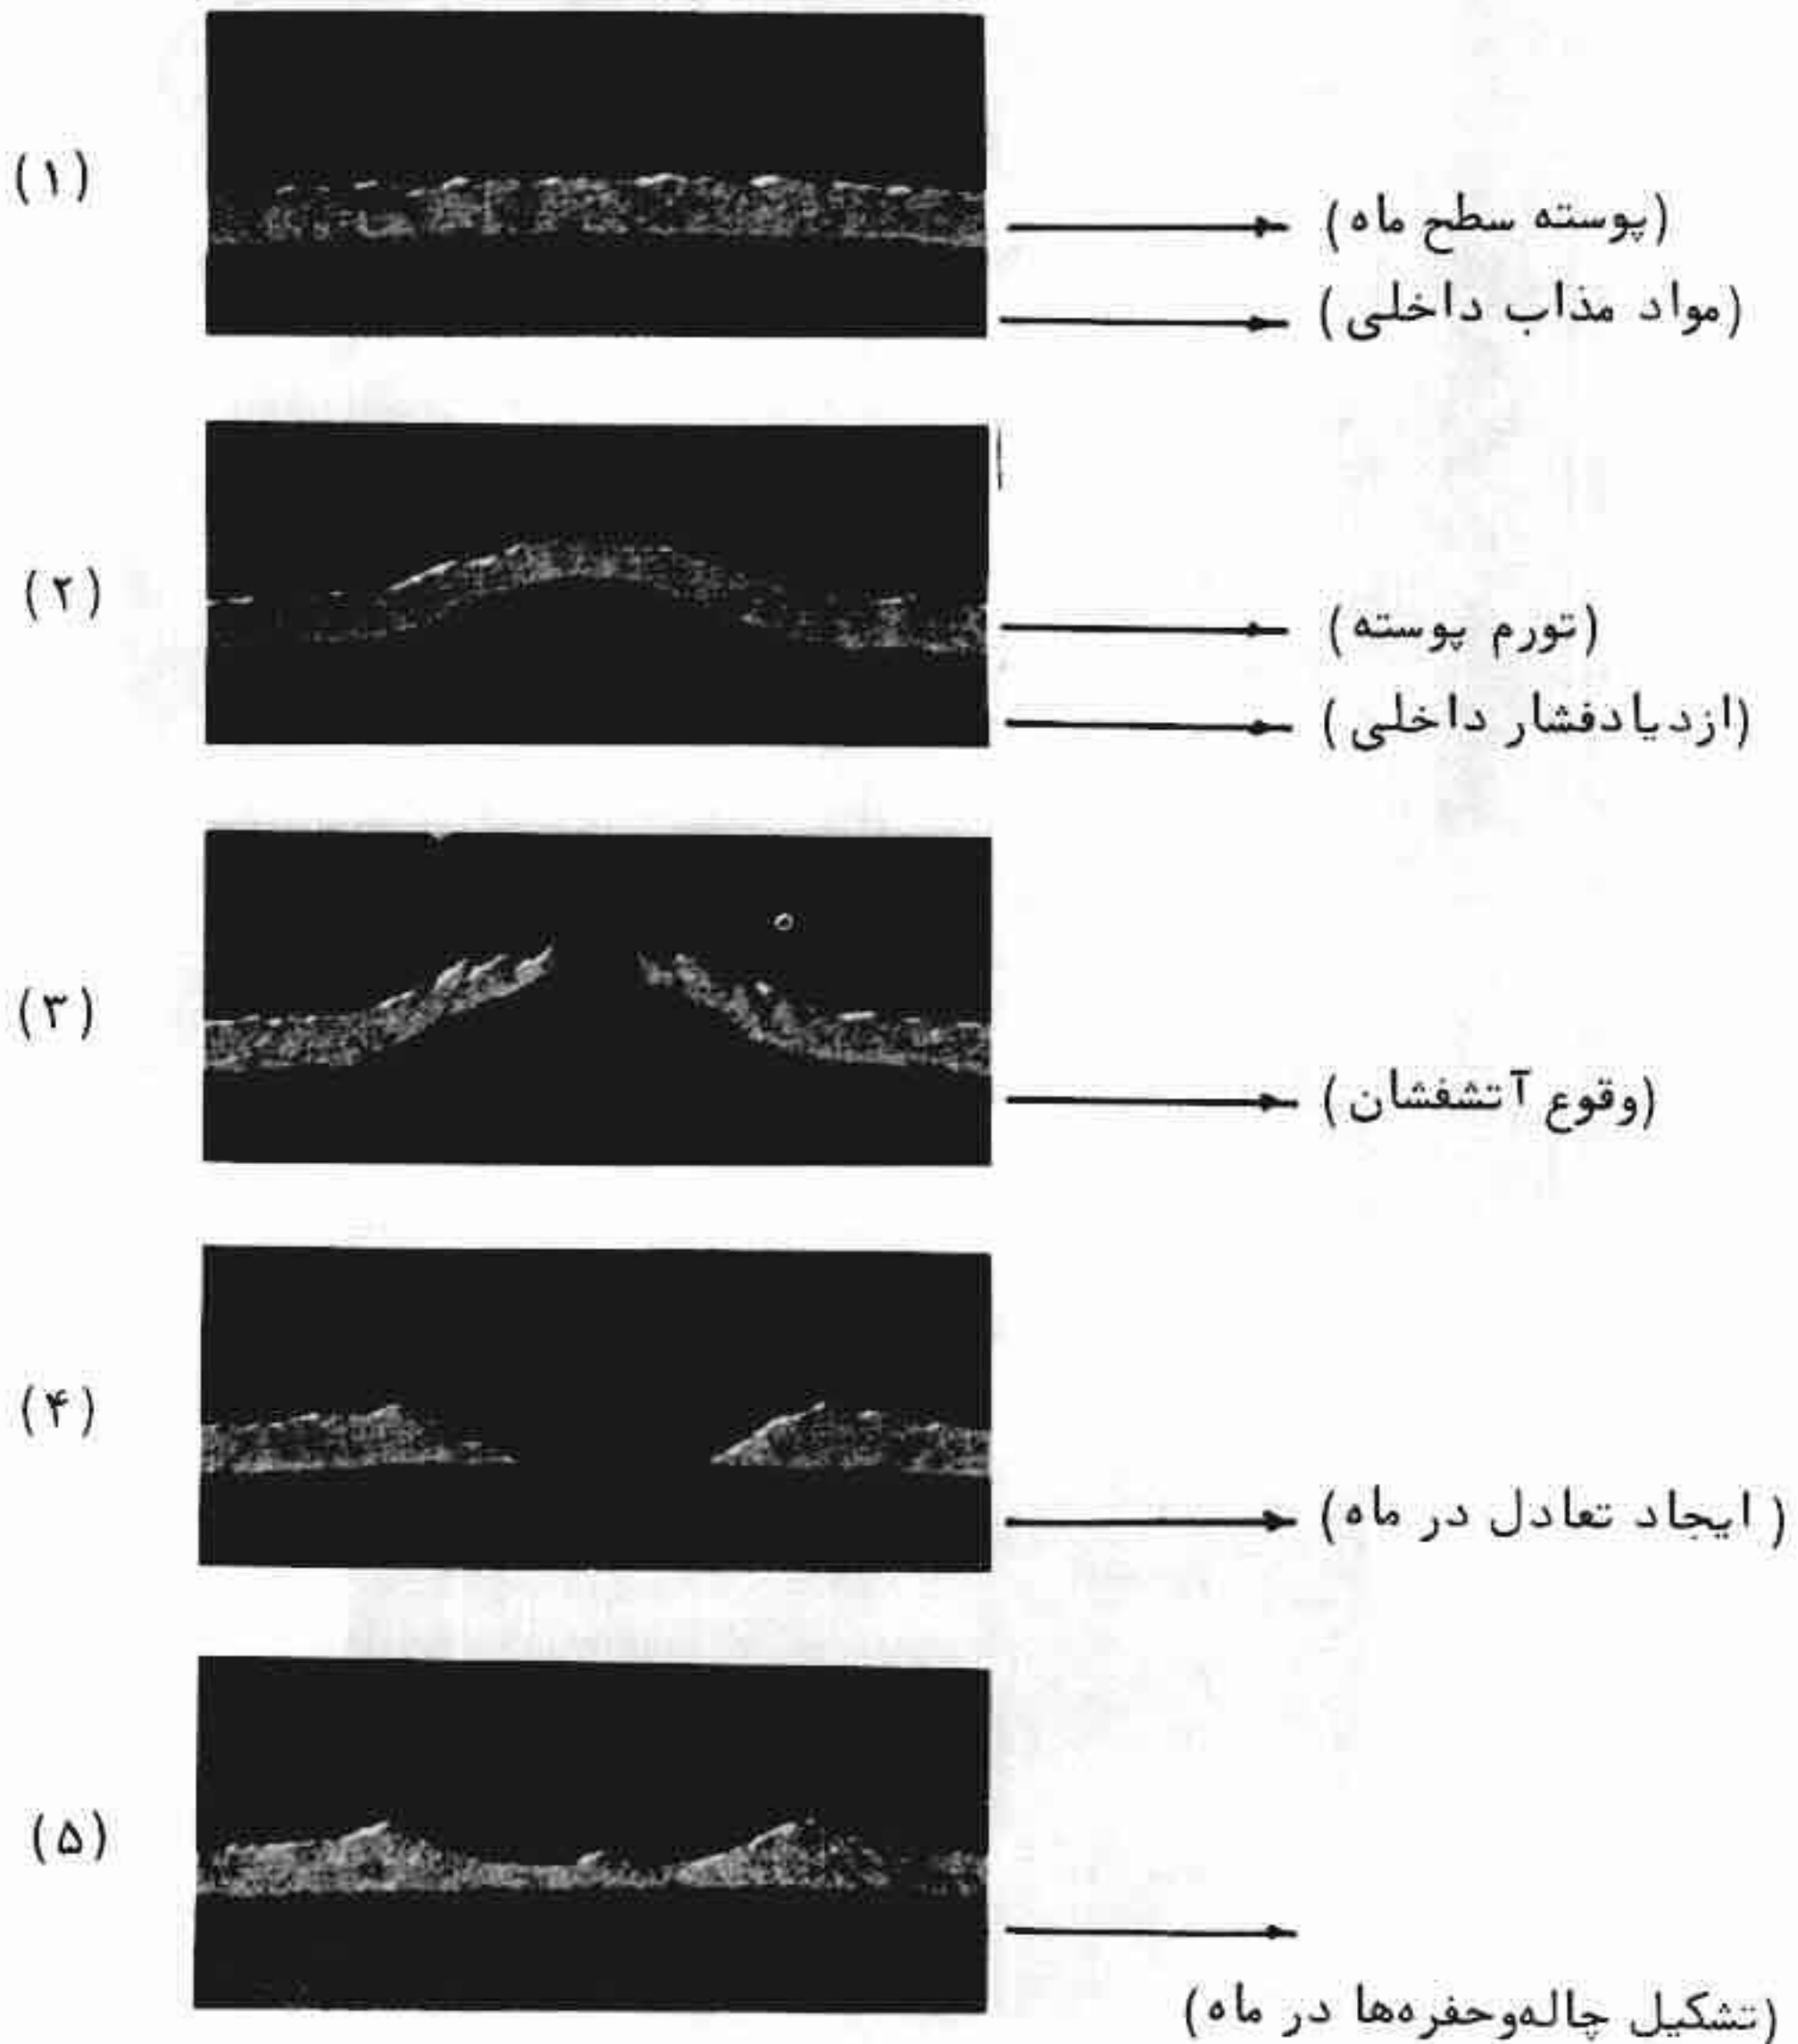 (۱)
(پوسته سطح ماه)
(مواد مذاب داخلی)
(۲)
(تورم پوسته)
(ازدیادفشار داخلی)
(۳)
(وقوع آتشفشان)
(۴)
(ایجاد تعادل در ماه)
(۵)
(تشکیل چاله‌وحفره‌ها در ماه)